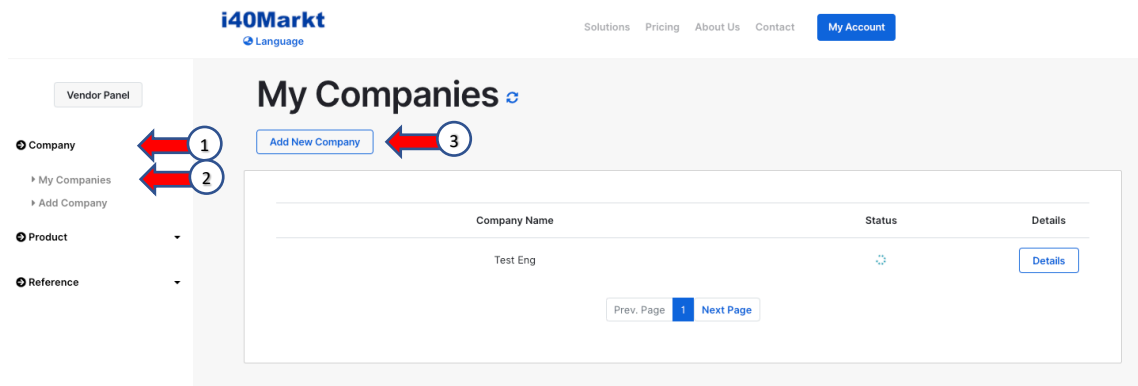 i40Markt
Language
Solutions Pricing About Us Contact My Account
Vendor Panel
My Companies
Company 1
Add New Company 3
My Companies 2
Add Company
Product
Reference
Company Name Status Details
Test Eng Details
Prev. Page 1 Next Page